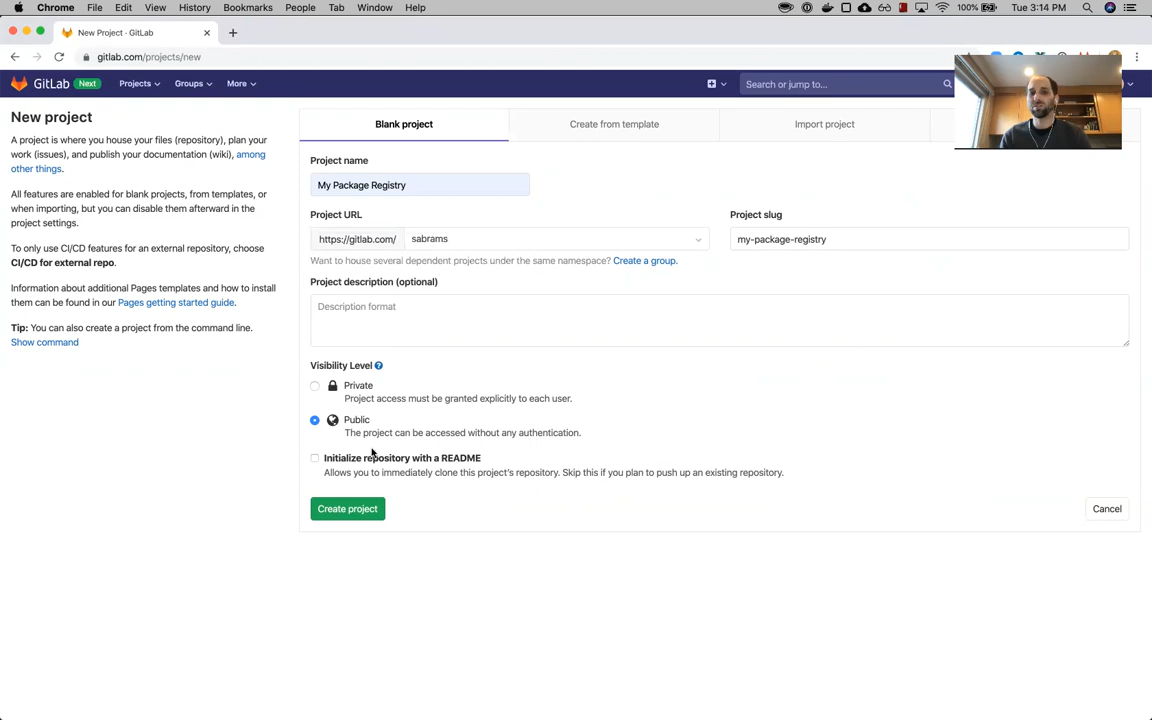 Chrome File Edit View History Bookmarks People Tab Window Help
100% Tue 3:14 PM
New Project · GitLab
gitlab.com/projects/new
GitLab Next Projects Groups More
Search or jump to...
New project
A project is where you house your files (repository), plan your
work (issues), and publish your documentation (wiki), among
other things.
All features are enabled for blank projects, from templates, or
when importing, but you can disable them afterward in the
project settings.
To only use CI/CD features for an external repository, choose
CI/CD for external repo.
Information about additional Pages templates and how to install
them can be found in our Pages getting started guide.
Tip: You can also create a project from the command line.
Show command
Blank project
Create from template
Import project
Project name
My Package Registry
Project URL
https://gitlab.com/ sabrams
Project slug
my-package-registry
Want to house several dependent projects under the same namespace? Create a group.
Project description (optional)
Description format
Visibility Level
Private
Project access must be granted explicitly to each user.
Public
The project can be accessed without any authentication.
Initialize repository with a README
Allows you to immediately clone this project's repository. Skip this if you plan to push up an existing repository.
Create project
Cancel